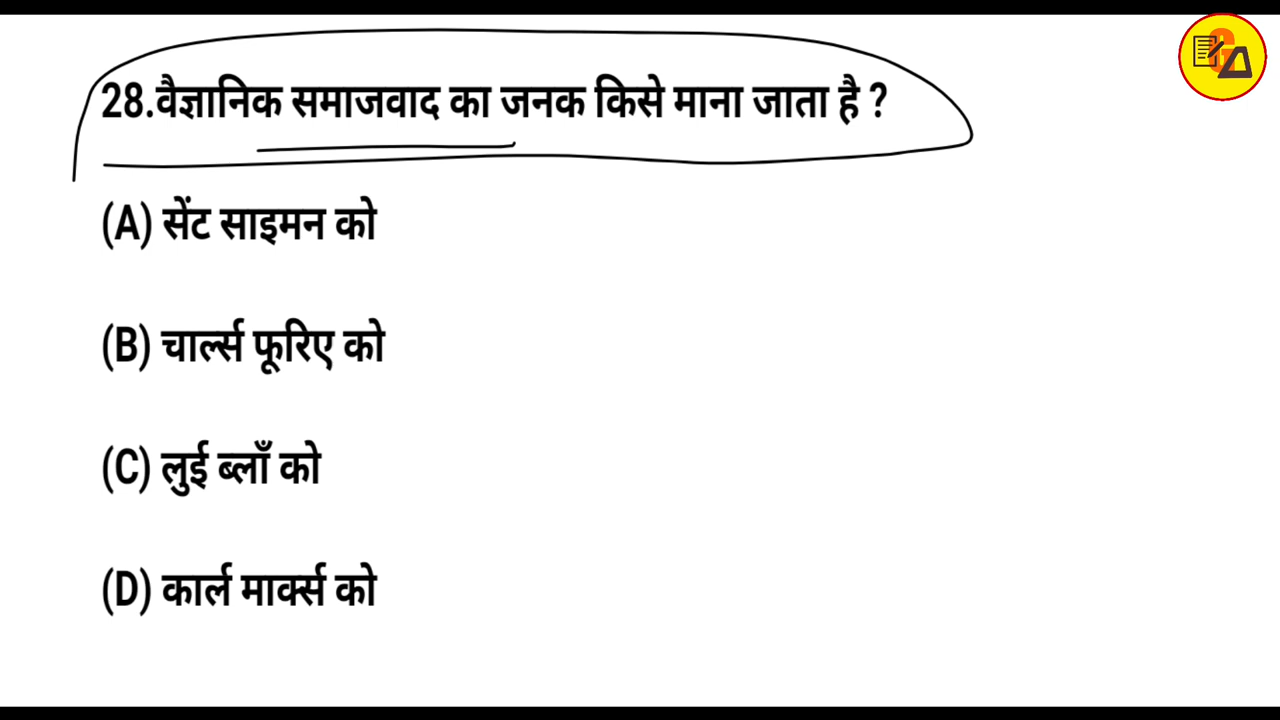 28.वैज्ञानिक समाजवाद का जनक किसे माना जाता है ?
(A) सेंट साइमन को
(B) चार्ल्स फूरिए को
(C) लुई ब्लाँ को
(D) कार्ल मार्क्स को